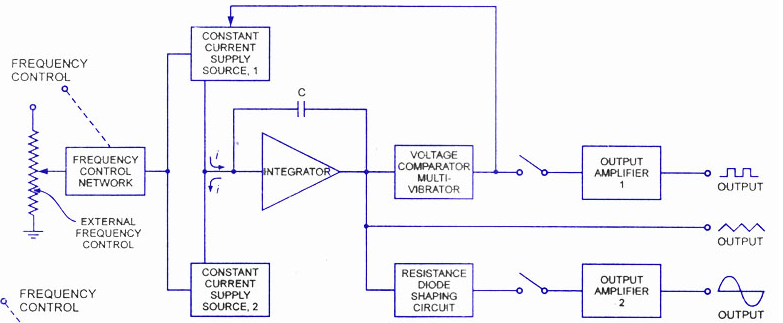 FREQUENCY
CONTROL
CONSTANT
CURRENT
SUPPLY
SOURCE, 1
C
FREQUENCY
CONTROL
NETWORK
i
i
INTEGRATOR
VOLTAGE
COMPARATOR
MULTI-
VIBRATOR
OUTPUT
AMPLIFIER
1
OUTPUT
EXTERNAL
FREQUENCY
CONTROL
OUTPUT
CONSTANT
CURRENT
SUPPLY
SOURCE, 2
RESISTANCE
DIODE
SHAPING
CIRCUIT
OUTPUT
AMPLIFIER
2
OUTPUT
FREQUENCY
CONTROL